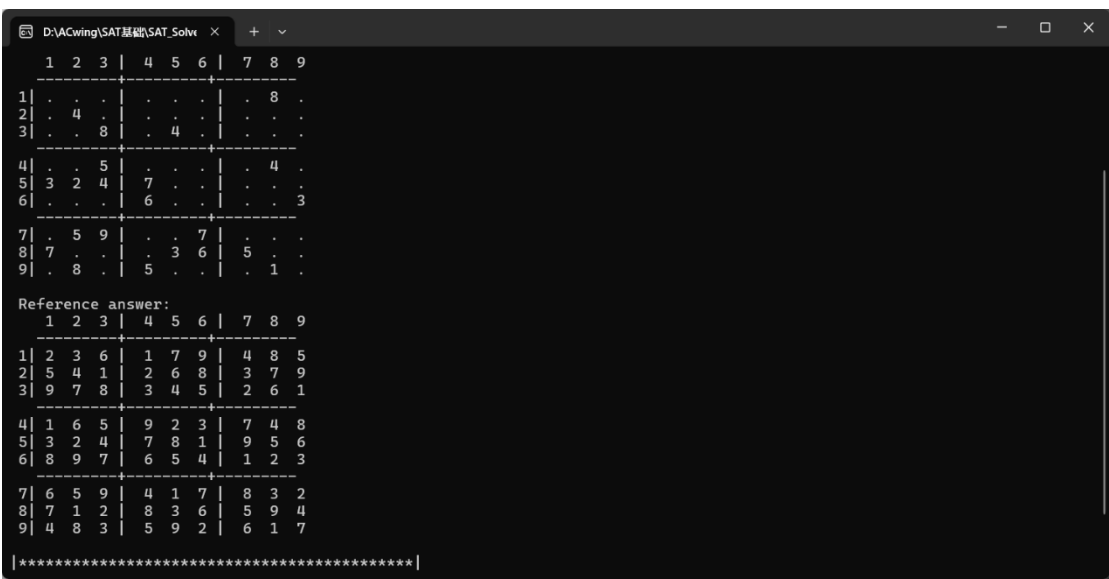 D:\ACwing\SAT基础\SAT_Solve
1 2 3 | 4 5 6 | 7 8 9
---------+---------+---------
1| . . . | . . . | . 8 .
2| . 4 . | . . . | . . .
3| . . 8 | . 4 . | . . .
---------+---------+---------
4| . . 5 | . . . | . 4 .
5| 3 2 4 | 7 . . | . . .
6| . . . | 6 . . | . . 3
---------+---------+---------
7| . 5 9 | . . 7 | . . .
8| 7 . . | . 3 6 | 5 . .
9| . 8 . | 5 . . | . 1 .
Reference answer:
1 2 3 | 4 5 6 | 7 8 9
---------+---------+---------
1| 2 3 6 | 1 7 9 | 4 8 5
2| 5 4 1 | 2 6 8 | 3 7 9
3| 9 7 8 | 3 4 5 | 2 6 1
---------+---------+---------
4| 1 6 5 | 9 2 3 | 7 4 8
5| 3 2 4 | 7 8 1 | 9 5 6
6| 8 9 7 | 6 5 4 | 1 2 3
---------+---------+---------
7| 6 5 9 | 4 1 7 | 8 3 2
8| 7 1 2 | 8 3 6 | 5 9 4
9| 4 8 3 | 5 9 2 | 6 1 7
|********************************************|